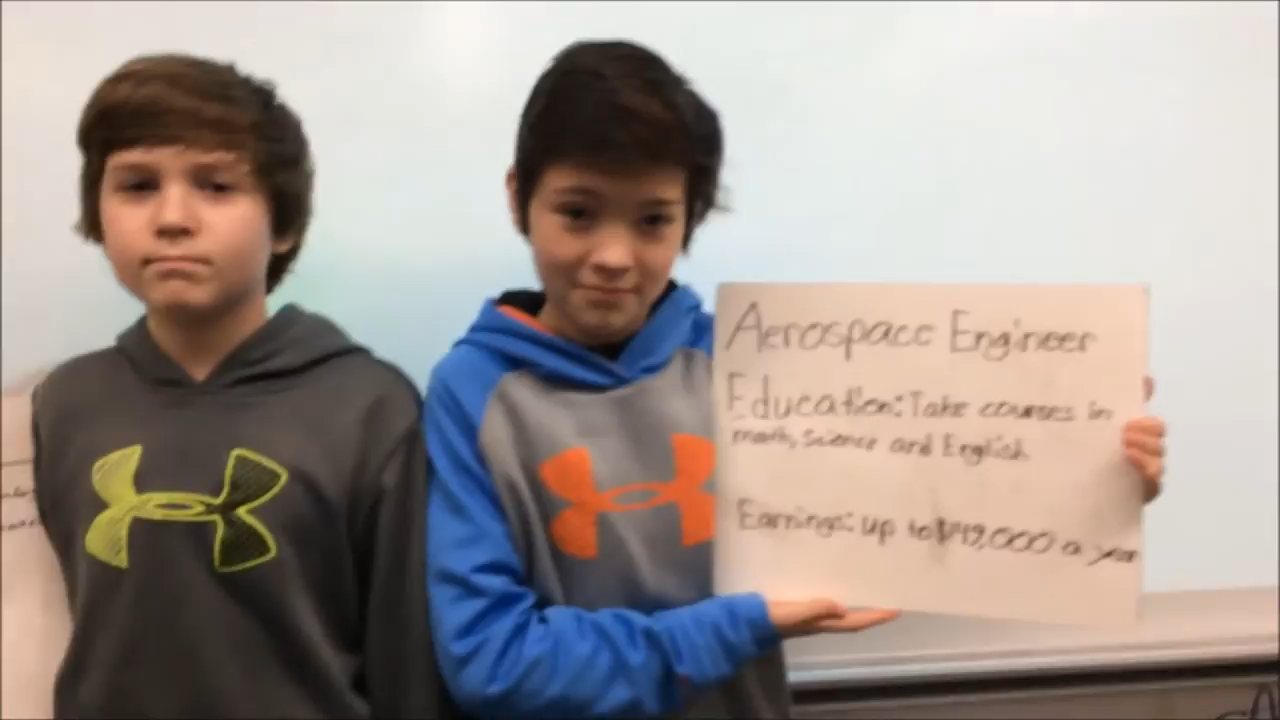 Aerospace Engineer
Education: Take courses in
math, science and English
Earnings: up to a year